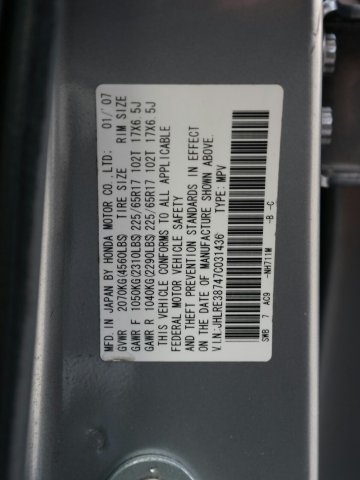 MFD. IN JAPAN BY HONDA MOTOR CO., LTD: 01/'07
GVWR 2070KG(4560LBS) TIRE SIZE RIM SIZE
GAWR F 1050KG(2310LBS) 225/65R17 102T 17X6.5J
GAWR R 1040KG(2290LBS) 225/65R17 102T 17X6.5J
THIS VEHICLE CONFORMS TO ALL APPLICABLE
FEDERAL MOTOR VEHICLE SAFETY
AND THEFT PREVENTION STANDARDS IN EFFECT
ON THE DATE OF MANUFACTURE SHOWN ABOVE.
V.IN:JHLRE38747C031436 TYPE: MPV
SWB 7 AC9 -NH711M -B -C